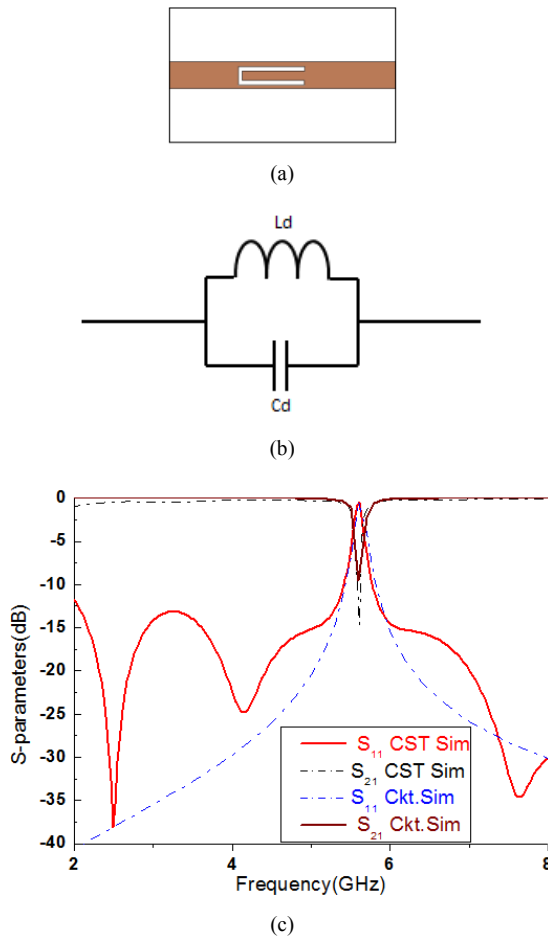 (a)
Ld
Cd
(b)
0
-5
-10
-15
-20
-25
-30
-35
-40
S-parameters(dB)
S11 CST Sim
S21 CST Sim
S11 Ckt.Sim
S21 Ckt.Sim
2
4
6
8
Frequency(GHz)
(c)